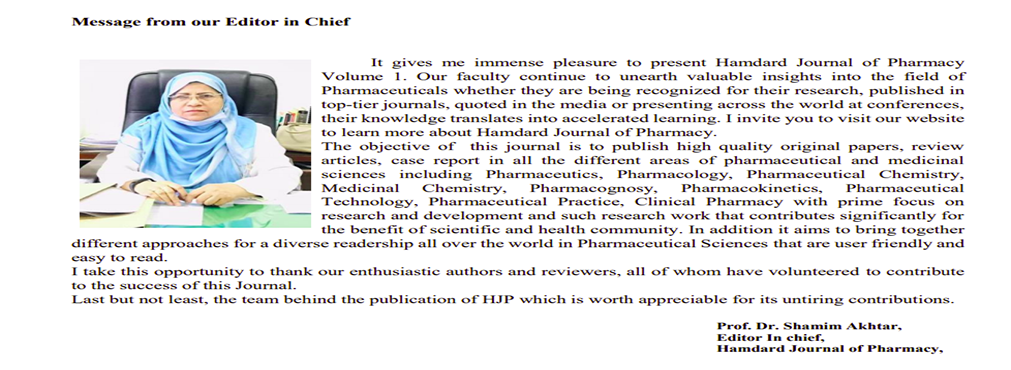 Message from our Editor in Chief
It gives me immense pleasure to present Hamdard Journal of Pharmacy
Volume 1. Our faculty continue to unearth valuable insights into the field of
Pharmaceuticals whether they are being recognized for their research, published in
top-tier journals, quoted in the media or presenting across the world at conferences,
their knowledge translates into accelerated learning. I invite you to visit our website
to learn more about Hamdard Journal of Pharmacy.
The objective of this journal is to publish high quality original papers, review
articles, case report in all the different areas of pharmaceutical and medicinal
sciences including Pharmaceutics, Pharmacology, Pharmaceutical Chemistry,
Medicinal Chemistry, Pharmacognosy, Pharmacokinetics, Pharmaceutical
Technology, Pharmaceutical Practice, Clinical Pharmacy with prime focus on
research and development and such research work that contributes significantly for
the benefit of scientific and health community. In addition it aims to bring together
different approaches for a diverse readership all over the world in Pharmaceutical Sciences that are user friendly and
easy to read.
I take this opportunity to thank our enthusiastic authors and reviewers, all of whom have volunteered to contribute
to the success of this Journal.
Last but not least, the team behind the publication of HJP which is worth appreciable for its untiring contributions.
Prof. Dr. Shamim Akhtar,
Editor In chief,
Hamdard Journal of Pharmacy,